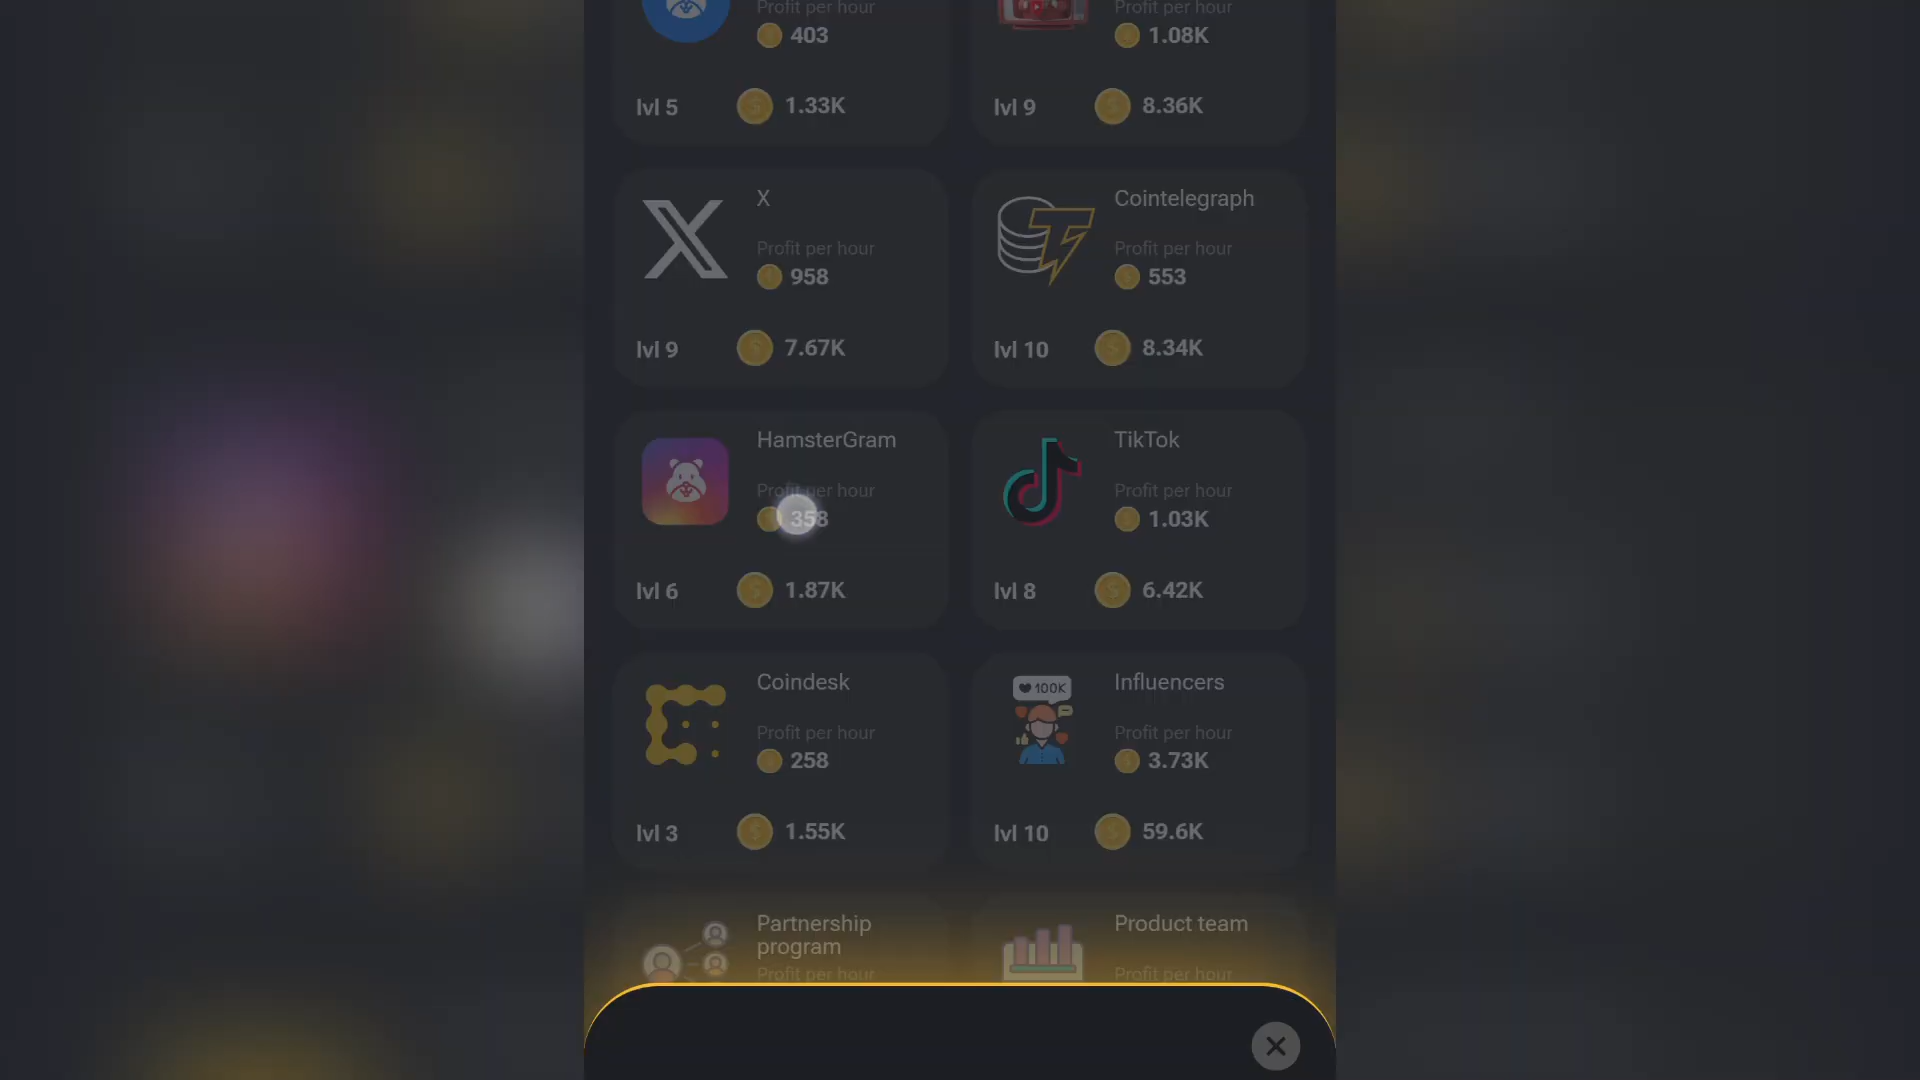 Profit per hour
403
lvl 5
1.33K
Profit per hour
1.08K
lvl 9
8.36K
X
Profit per hour
958
lvl 9
7.67K
Cointelegraph
Profit per hour
553
lvl 10
8.34K
HamsterGram
Profit per hour
358
lvl 6
1.87K
TikTok
Profit per hour
1.03K
lvl 8
6.42K
Coindesk
Profit per hour
258
lvl 3
1.55K
100K
Influencers
Profit per hour
3.73K
lvl 10
59.6K
Partnership
program
Profit per hour
Product team
Profit per hour